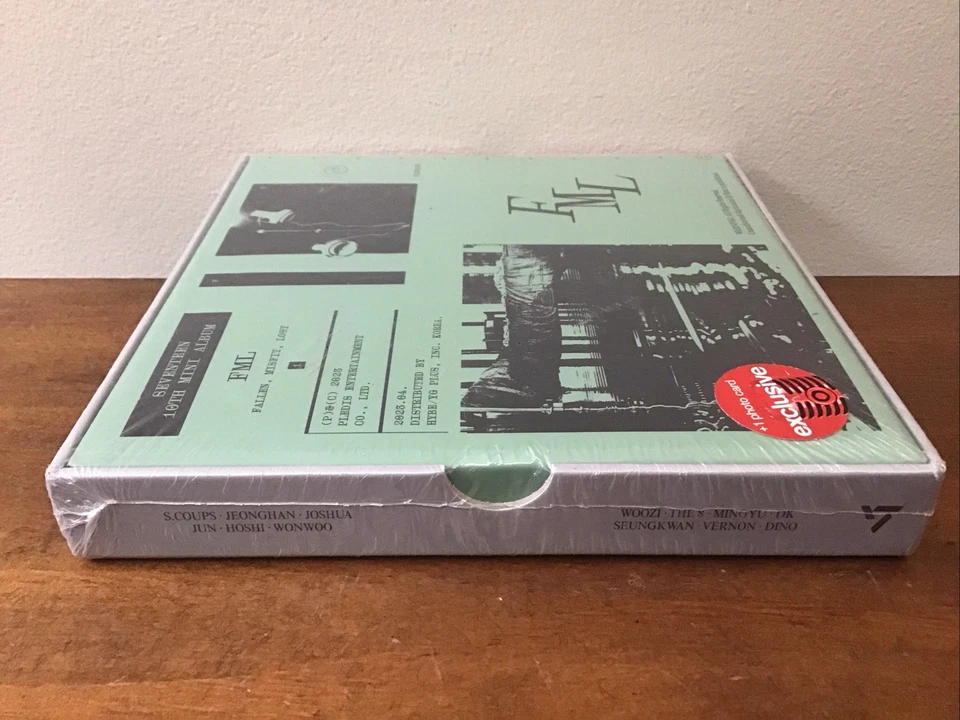 FML
SEVENTEEN
10TH MINI ALBUM
FML
FALLEN, MISFIT, LOST
(P)&(C) 2023
PLEDIS ENTERTAINMENT
CO., LTD.
2023.04.
DISTRIBUTED BY
HYBE/YG PLUS, INC. KOREA.
exclusive
+1 photo card
S.COUPS · JEONGHAN · JOSHUA
JUN · HOSHI · WONWOO
WOOZI · THE 8 · MINGYU · DK
SEUNGKWAN · VERNON · DINO